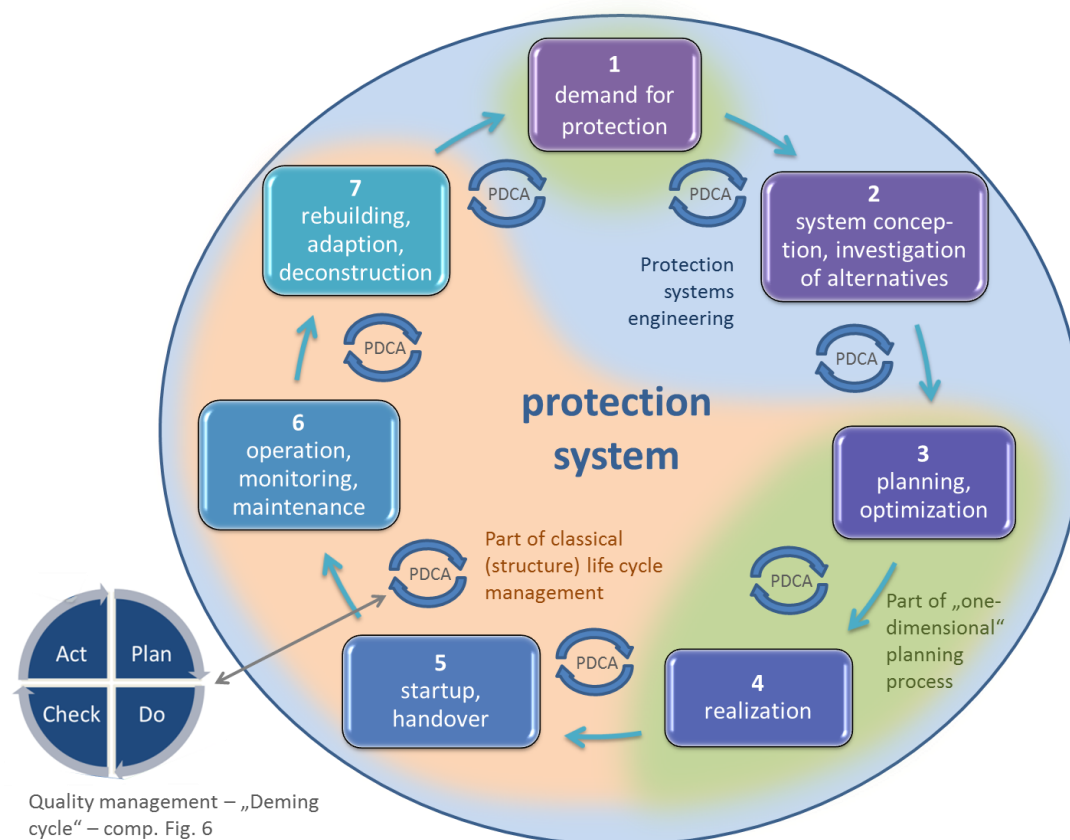 1
demand for
protection
PDCA
PDCA
7
rebuilding,
adaption,
deconstruction
2
system concep-
tion, investigation
of alternatives
Protection
systems
engineering
PDCA
PDCA
protection
system
6
operation,
monitoring,
maintenance
3
planning,
optimization
Part of classical
(structure) life cycle
management
PDCA
PDCA
Part of „one-
dimensional“
planning
process
5
startup,
handover
PDCA
4
realization
Act
Plan
Check
Do
Quality management – „Deming
cycle“ – comp. Fig. 6